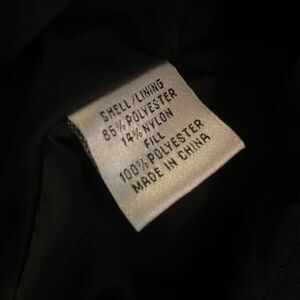 SHELL/LINING
86% POLYESTER
14% NYLON
FILL
100% POLYESTER
MADE IN CHINA